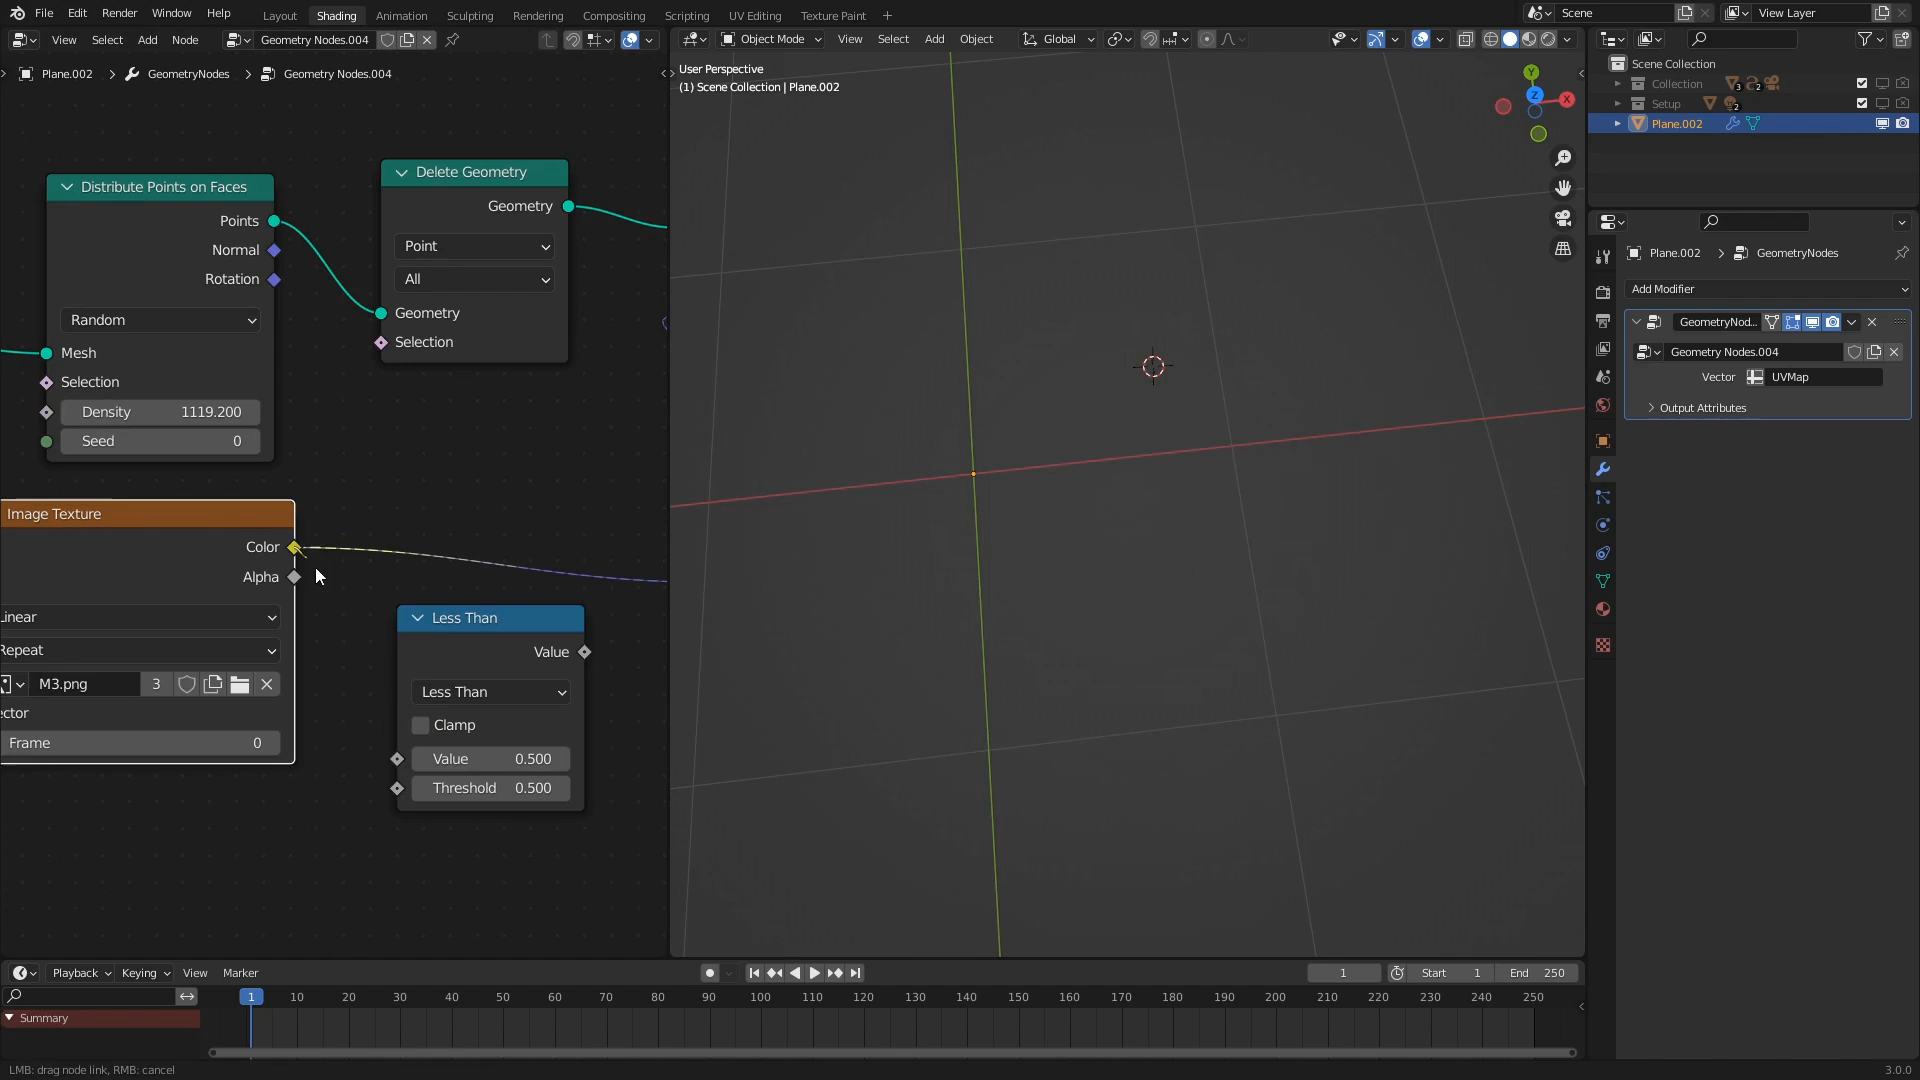 File Edit Render Window Help Layout Shading Animation Sculpting Rendering Compositing Scripting UV Editing Texture Paint + Scene View Layer
View Select Add Node Geometry Nodes.004 Object Mode View Select Add Object Global
Plane.002 GeometryNodes Geometry Nodes.004
User Perspective
(1) Scene Collection | Plane.002
Y
Z
X
Scene Collection
Collection 3 2
Setup 2
Plane.002
Distribute Points on Faces
Points
Normal
Rotation
Random
Mesh
Selection
Density 1119.200
Seed 0
Delete Geometry
Geometry
Point
All
Geometry
Selection
Image Texture
Color
Alpha
Linear
Repeat
M3.png 3
ector
Frame 0
Less Than
Value
Less Than
Clamp
Value 0.500
Threshold 0.500
Plane.002 GeometryNodes
Add Modifier
GeometryNod...
Geometry Nodes.004
Vector UVMap
Output Attributes
Playback Keying View Marker 1 Start 1 End 250
1 10 20 30 40 50 60 70 80 90 100 110 120 130 140 150 160 170 180 190 200 210 220 230 240 250
Summary
LMB: drag node link, RMB: cancel 3.0.0